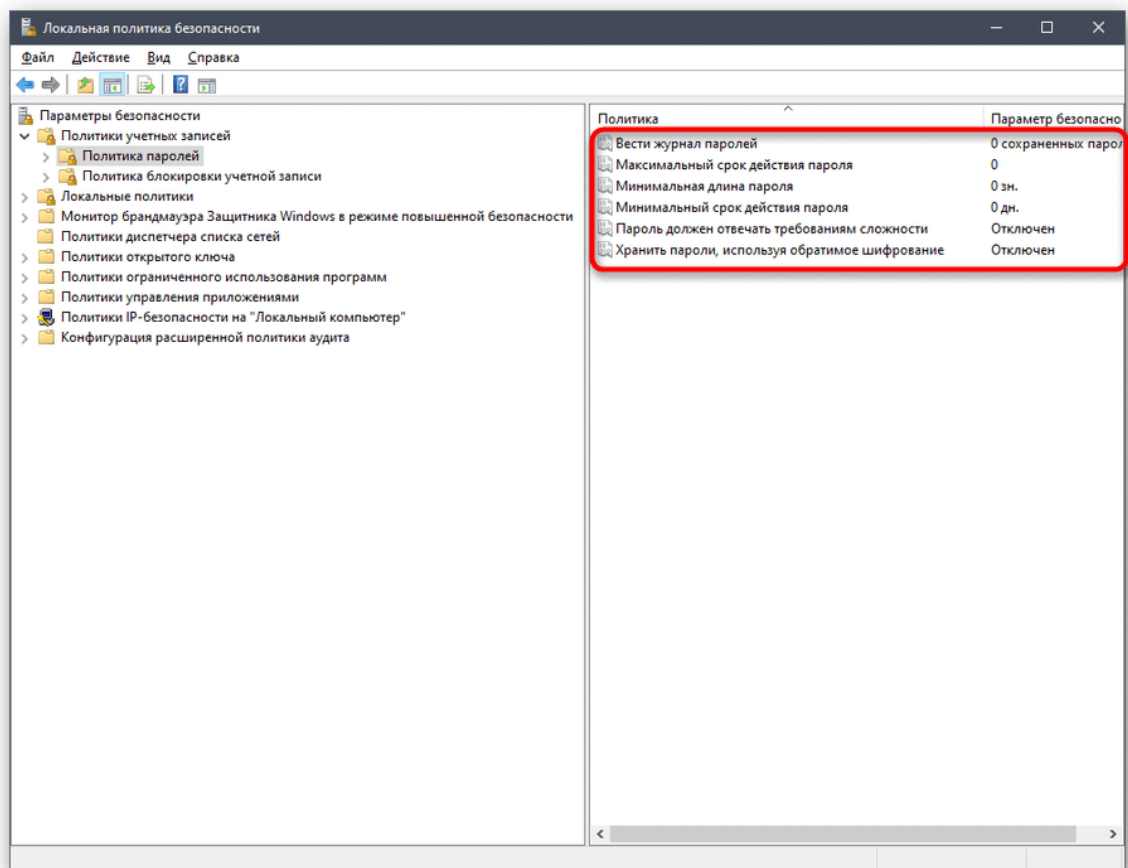 Локальная политика безопасности
Файл Действие Вид Справка
Параметры безопасности
Политики учетных записей
Политика паролей
Политика блокировки учетной записи
Локальные политики
Монитор брандмауэра Защитника Windows в режиме повышенной безопасности
Политики диспетчера списка сетей
Политики открытого ключа
Политики ограниченного использования программ
Политики управления приложениями
Политики IP-безопасности на "Локальный компьютер"
Конфигурация расширенной политики аудита
Политика Параметр безопасно
Вести журнал паролей 0 сохраненных парол
Максимальный срок действия пароля 0
Минимальная длина пароля 0 зн.
Минимальный срок действия пароля 0 дн.
Пароль должен отвечать требованиям сложности Отключен
Хранить пароли, используя обратимое шифрование Отключен